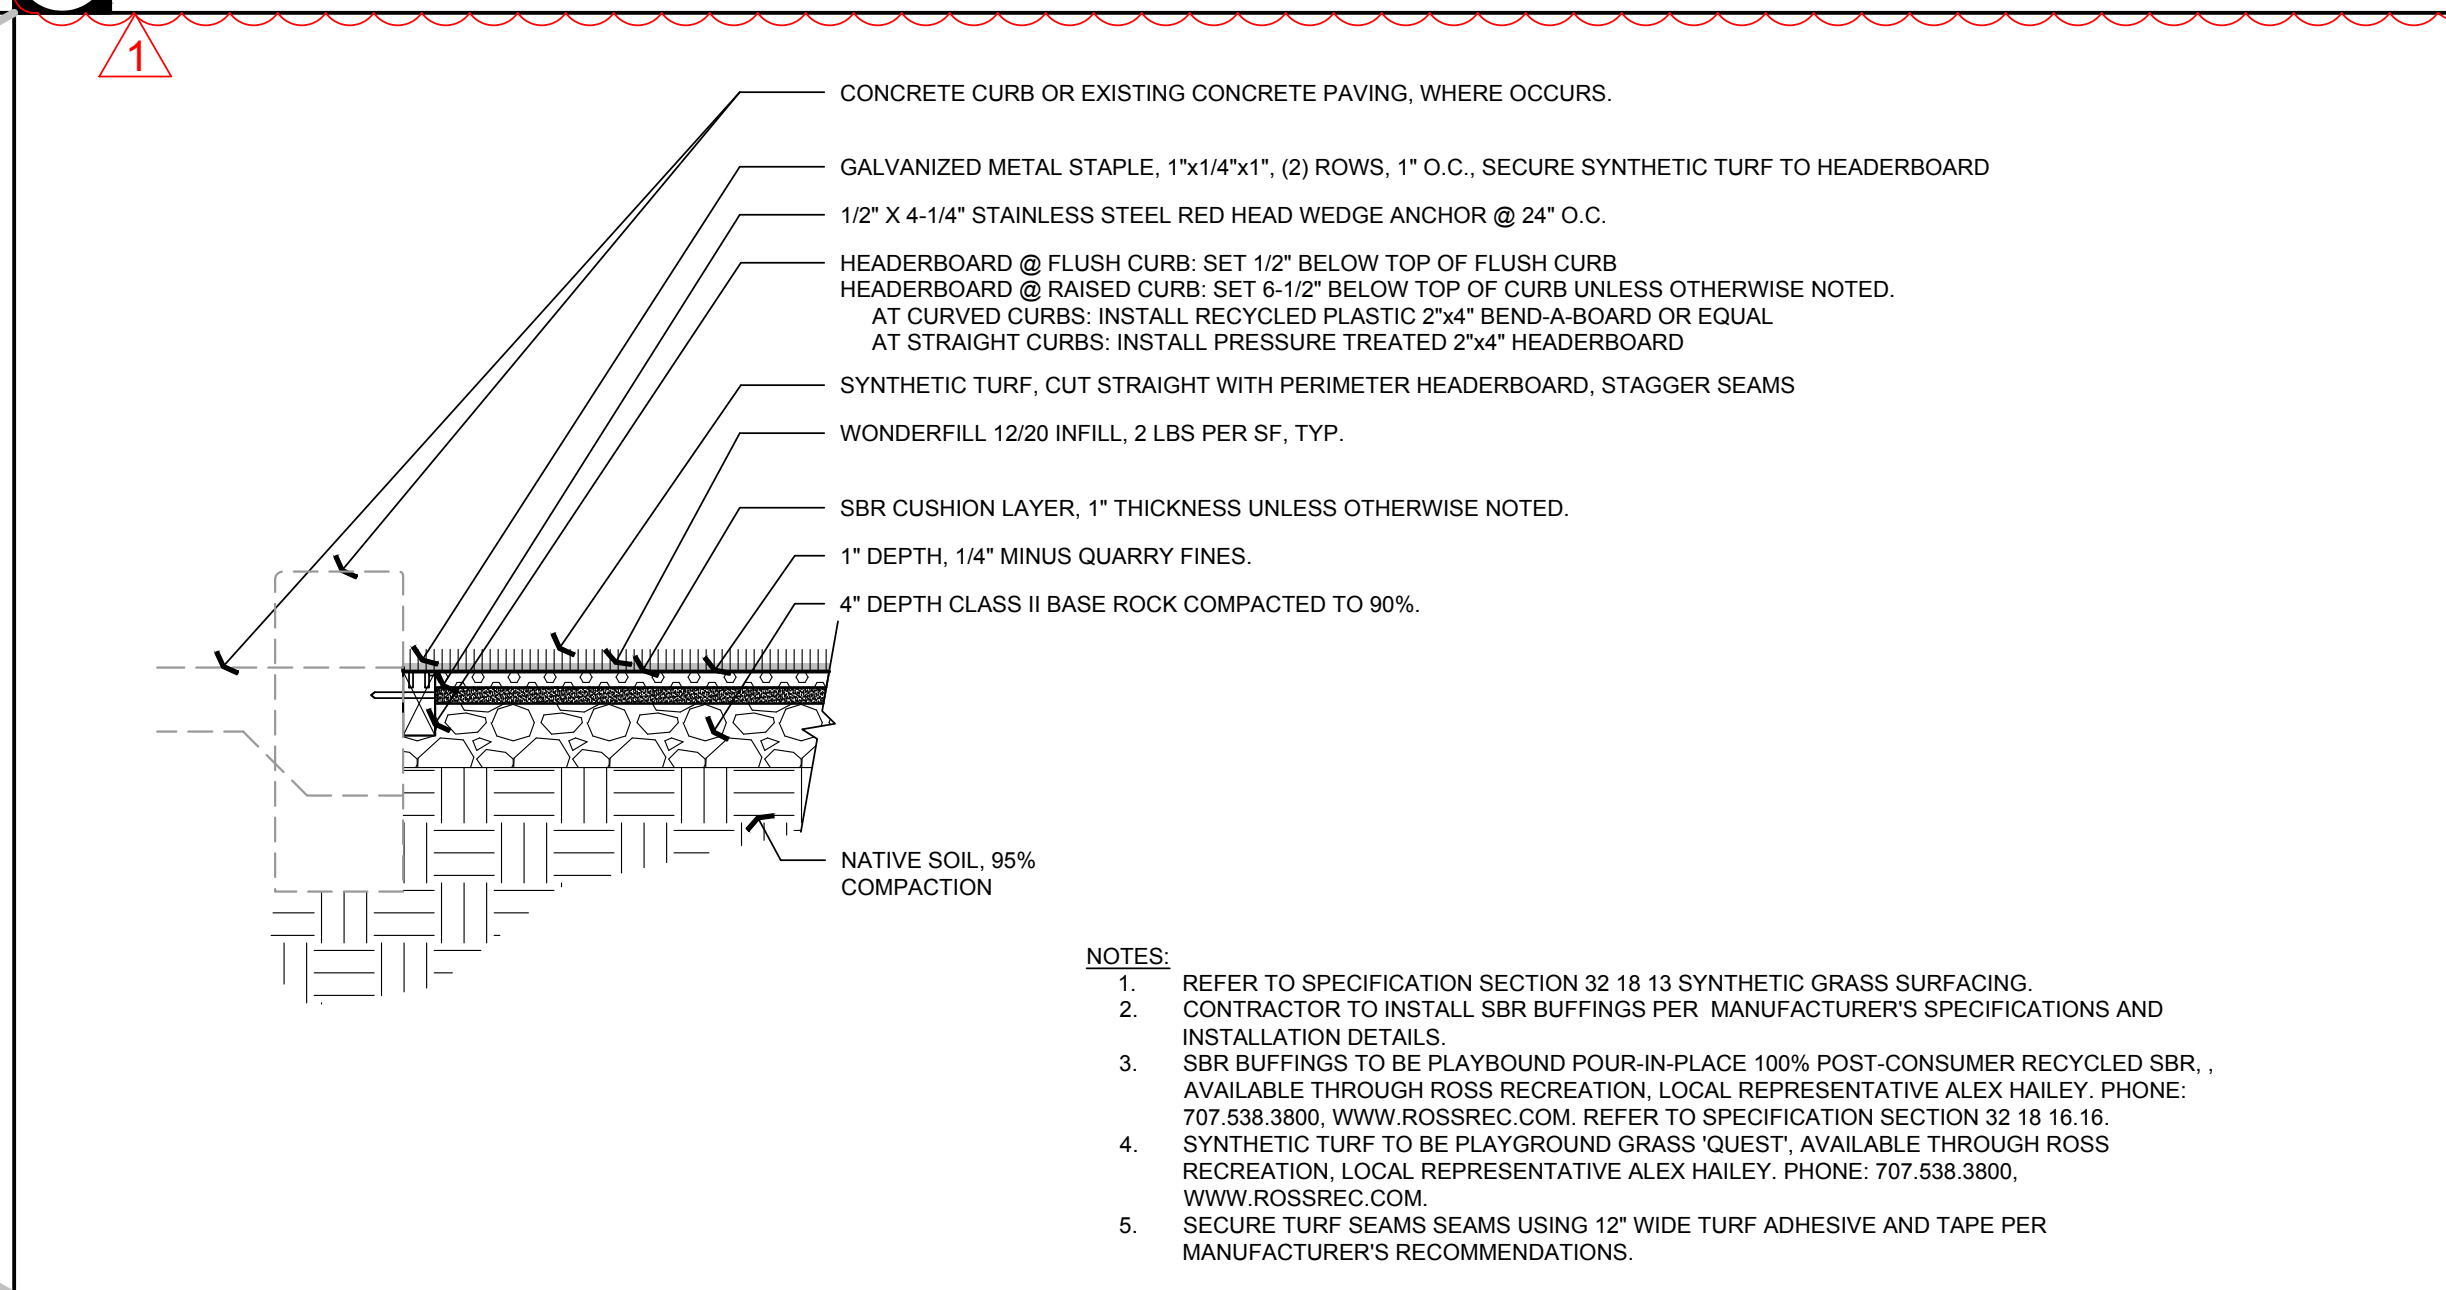 1
CONCRETE CURB OR EXISTING CONCRETE PAVING, WHERE OCCURS.
GALVANIZED METAL STAPLE, 1"x1/4"x1", (2) ROWS, 1" O.C., SECURE SYNTHETIC TURF TO HEADERBOARD
1/2" X 4-1/4" STAINLESS STEEL RED HEAD WEDGE ANCHOR @ 24" O.C.
HEADERBOARD @ FLUSH CURB: SET 1/2" BELOW TOP OF FLUSH CURB
HEADERBOARD @ RAISED CURB: SET 6-1/2" BELOW TOP OF CURB UNLESS OTHERWISE NOTED.
AT CURVED CURBS: INSTALL RECYCLED PLASTIC 2"x4" BEND-A-BOARD OR EQUAL
AT STRAIGHT CURBS: INSTALL PRESSURE TREATED 2"x4" HEADERBOARD
SYNTHETIC TURF, CUT STRAIGHT WITH PERIMETER HEADERBOARD, STAGGER SEAMS
WONDERFILL 12/20 INFILL, 2 LBS PER SF, TYP.
SBR CUSHION LAYER, 1" THICKNESS UNLESS OTHERWISE NOTED.
1" DEPTH, 1/4" MINUS QUARRY FINES.
4" DEPTH CLASS II BASE ROCK COMPACTED TO 90%.
NATIVE SOIL, 95%
COMPACTION
NOTES:
1. REFER TO SPECIFICATION SECTION 32 18 13 SYNTHETIC GRASS SURFACING.
2. CONTRACTOR TO INSTALL SBR BUFFINGS PER MANUFACTURER'S SPECIFICATIONS AND
INSTALLATION DETAILS.
3. SBR BUFFINGS TO BE PLAYBOUND POUR-IN-PLACE 100% POST-CONSUMER RECYCLED SBR, ,
AVAILABLE THROUGH ROSS RECREATION, LOCAL REPRESENTATIVE ALEX HAILEY. PHONE:
707.538.3800, WWW.ROSSREC.COM. REFER TO SPECIFICATION SECTION 32 18 16.16.
4. SYNTHETIC TURF TO BE PLAYGROUND GRASS 'QUEST', AVAILABLE THROUGH ROSS
RECREATION, LOCAL REPRESENTATIVE ALEX HAILEY. PHONE: 707.538.3800,
WWW.ROSSREC.COM.
5. SECURE TURF SEAMS SEAMS USING 12" WIDE TURF ADHESIVE AND TAPE PER
MANUFACTURER'S RECOMMENDATIONS.